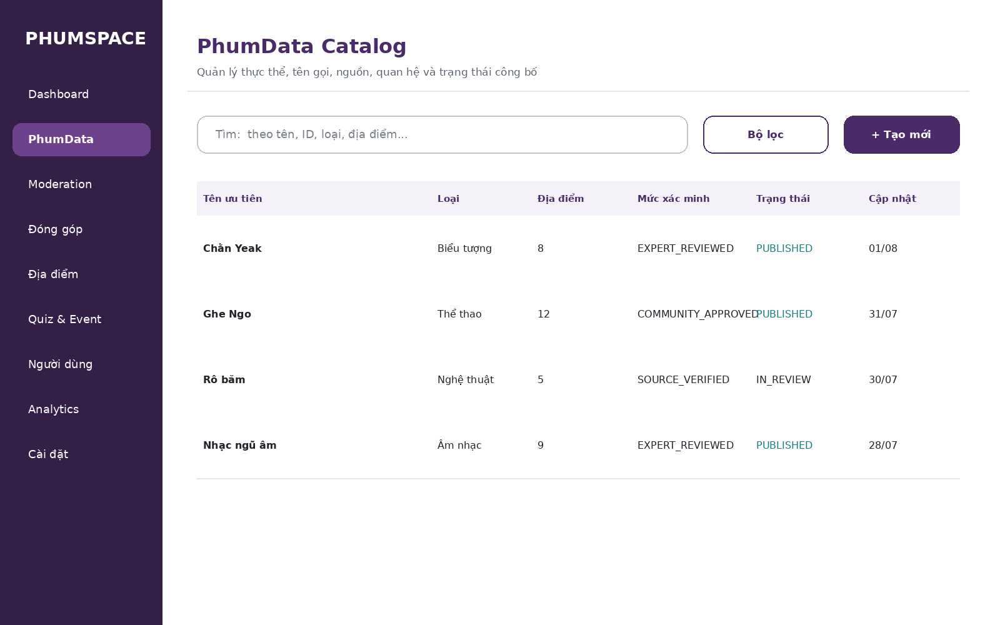 PHUMSPACE
Dashboard
PhumData
Moderation
Đóng góp
Địa điểm
Quiz & Event
Người dùng
Analytics
Cài đặt
PhumData Catalog
Quản lý thực thể, tên gọi, nguồn, quan hệ và trạng thái công bố
Tìm:  theo tên, ID, loại, địa điểm...
Bộ lọc
+ Tạo mới
Tên ưu tiên Loại Địa điểm Mức xác minh Trạng thái Cập nhật
Chằn Yeak Biểu tượng 8 EXPERT_REVIEWED PUBLISHED 01/08
Ghe Ngo Thể thao 12 COMMUNITY_APPROVED PUBLISHED 31/07
Rô băm Nghệ thuật 5 SOURCE_VERIFIED IN_REVIEW 30/07
Nhạc ngũ âm Âm nhạc 9 EXPERT_REVIEWED PUBLISHED 28/07